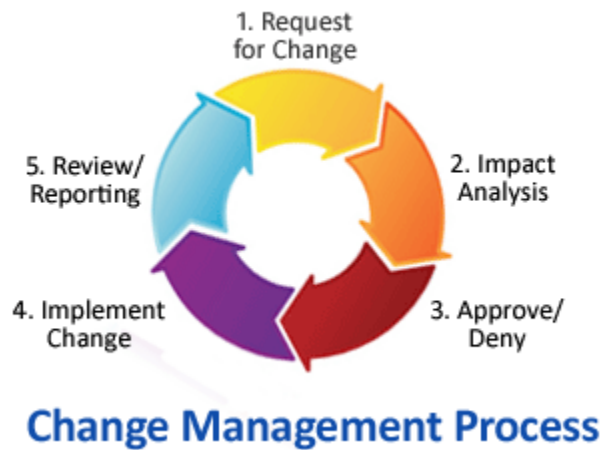 1. Request
for Change
2. Impact
Analysis
3. Approve/
Deny
4. Implement
Change
5. Review/
Reporting
Change Management Process